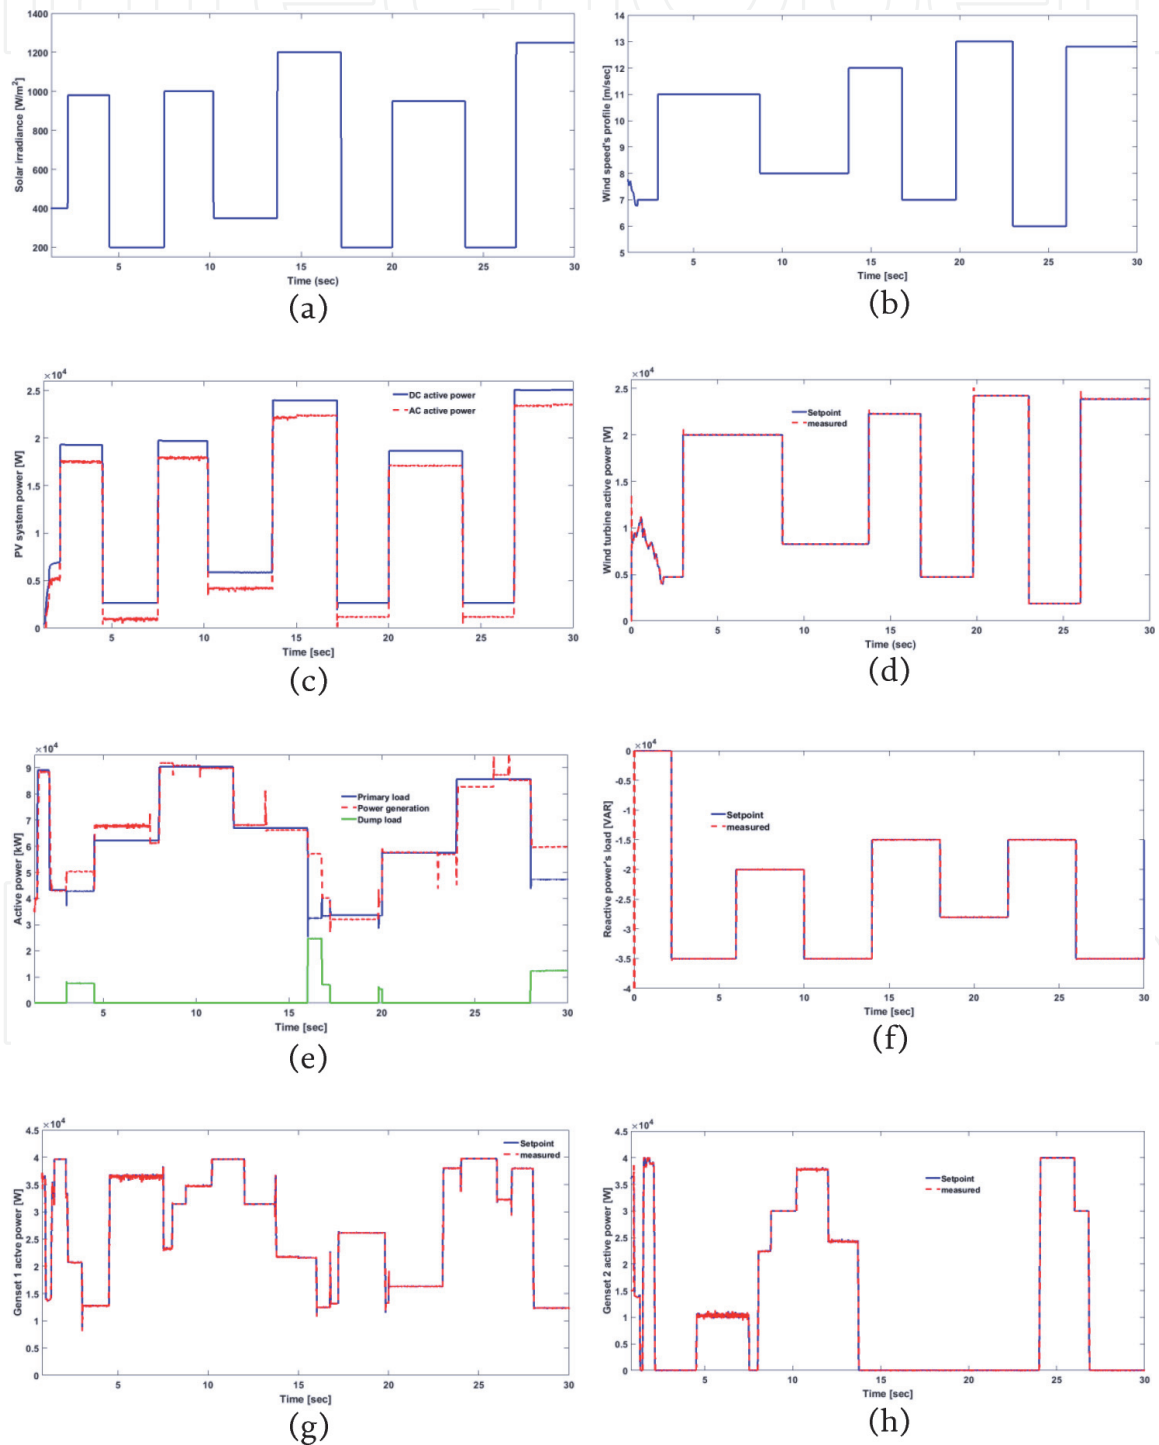 1400
1200
1000
800
600
400
200
Solar irradiance [W/m²]
5 10 15 20 25 30
Time (sec)
(a)
14
13
12
11
10
9
8
7
6
5
Wind speed's profile [m/sec]
5 10 15 20 25 30
Time [sec]
(b)
×10⁴
2.5
2
1.5
1
0.5
0
PV system power [W]
DC active power
AC active power
5 10 15 20 25 30
Time [sec]
(c)
×10⁴
2.5
2
1.5
1
0.5
0
Wind turbine active power [W]
Setpoint
measured
0 5 10 15 20 25 30
Time (sec)
(d)
×10⁴
9
8
7
6
5
4
3
2
1
0
Active power [kW]
Primary load
Power generation
Dump load
5 10 15 20 25 30
Time [sec]
(e)
×10⁴
0
-0.5
-1
-1.5
-2
-2.5
-3
-3.5
-4
Reactive power's load [VAR]
Setpoint
measured
0 5 10 15 20 25 30
Time [sec]
(f)
×10⁴
4.5
4
3.5
3
2.5
2
1.5
1
0.5
0
Genset 1 actve power [W]
Setpoint
measured
5 10 15 20 25 30
Time [sec]
(g)
×10⁴
4.5
4
3.5
3
2.5
2
1.5
1
0.5
0
Genset 2 active power [W]
Setpoint
measured
5 10 15 20 25 30
Time [sec]
(h)